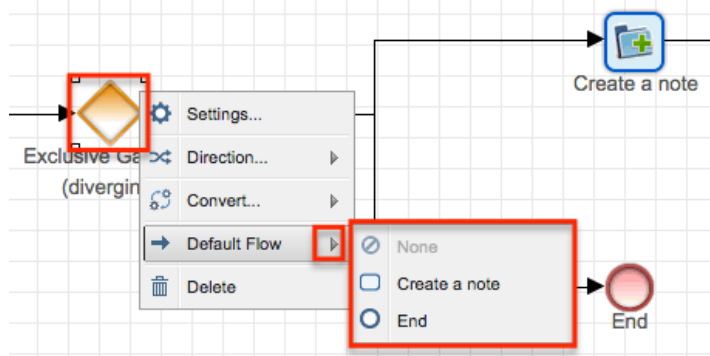 Create a note
Settings...
Exclusive Ga
Direction...
(divergin
Convert...
Default Flow
None
Delete
Create a note
End
End